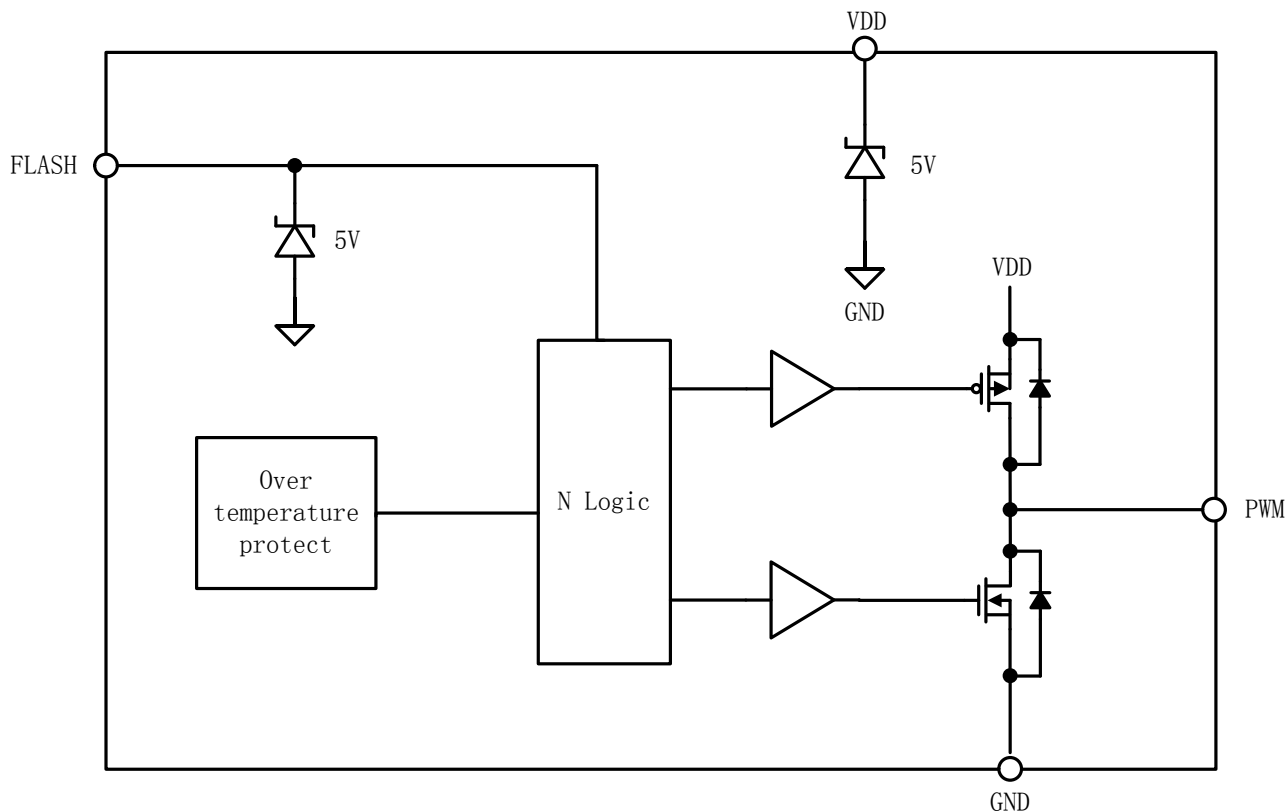 VDD
FLASH
5V
5V
VDD
GND
Over
temperature
protect
N Logic
PWM
GND